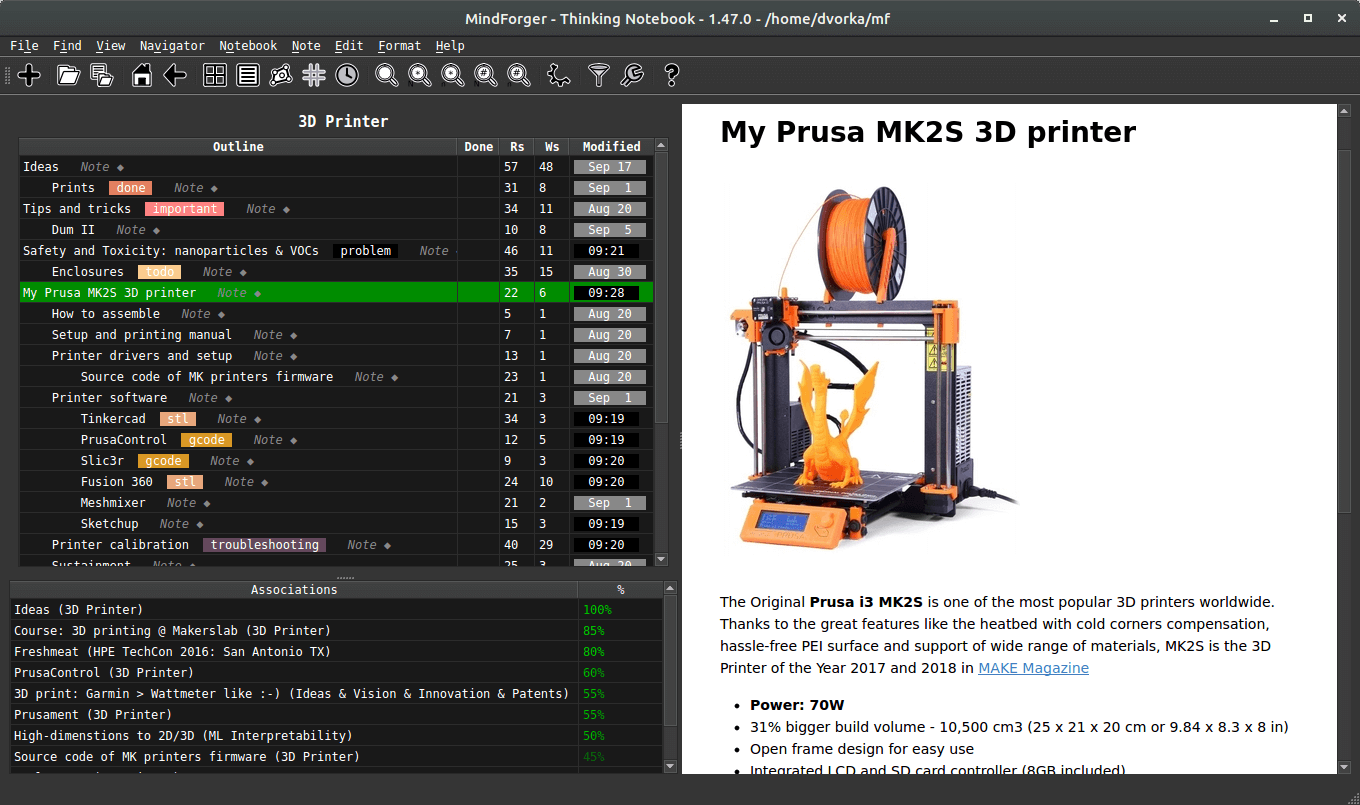 MindForger - Thinking Notebook - 1.47.0 - /home/dvorka/mf
File Find View Navigator Notebook Note Edit Format Help
3D Printer
Outline Done Rs Ws Modified
Ideas Note ◆ 57 48 Sep 17
Prints done Note ◆ 31 8 Sep 1
Tips and tricks important Note ◆ 34 11 Aug 20
Dum II Note ◆ 10 8 Sep 5
Safety and Toxicity: nanoparticles & VOCs problem Note 46 11 09:21
Enclosures todo Note ◆ 35 15 Aug 30
My Prusa MK2S 3D printer Note ◆ 22 6 09:28
How to assemble Note ◆ 5 1 Aug 20
Setup and printing manual Note ◆ 7 1 Aug 20
Printer drivers and setup Note ◆ 13 1 Aug 20
Source code of MK printers firmware Note ◆ 23 1 Aug 20
Printer software Note ◆ 21 3 Sep 1
Tinkercad stl Note ◆ 34 3 09:19
PrusaControl gcode Note ◆ 12 5 09:19
Slic3r gcode Note ◆ 9 3 09:20
Fusion 360 stl Note ◆ 24 10 09:20
Meshmixer Note ◆ 21 2 Sep 1
Sketchup Note ◆ 15 3 09:19
Printer calibration troubleshooting Note ◆ 40 29 09:20
Sustainment Note ◆ 25 3 Aug 20
Associations %
Ideas (3D Printer) 100%
Course: 3D printing @ Makerslab (3D Printer) 85%
Freshmeat (HPE TechCon 2016: San Antonio TX) 80%
PrusaControl (3D Printer) 60%
3D print: Garmin > Wattmeter like :-) (Ideas & Vision & Innovation & Patents) 55%
Prusament (3D Printer) 55%
High-dimenstions to 2D/3D (ML Interpretability) 50%
Source code of MK printers firmware (3D Printer) 45%
My Prusa MK2S 3D printer
The Original Prusa i3 MK2S is one of the most popular 3D printers worldwide.
Thanks to the great features like the heatbed with cold corners compensation,
hassle-free PEI surface and support of wide range of materials, MK2S is the 3D
Printer of the Year 2017 and 2018 in MAKE Magazine
• Power: 70W
• 31% bigger build volume - 10,500 cm3 (25 x 21 x 20 cm or 9.84 x 8.3 x 8 in)
• Open frame design for easy use
• Integrated LCD and SD card controller (8GB included)